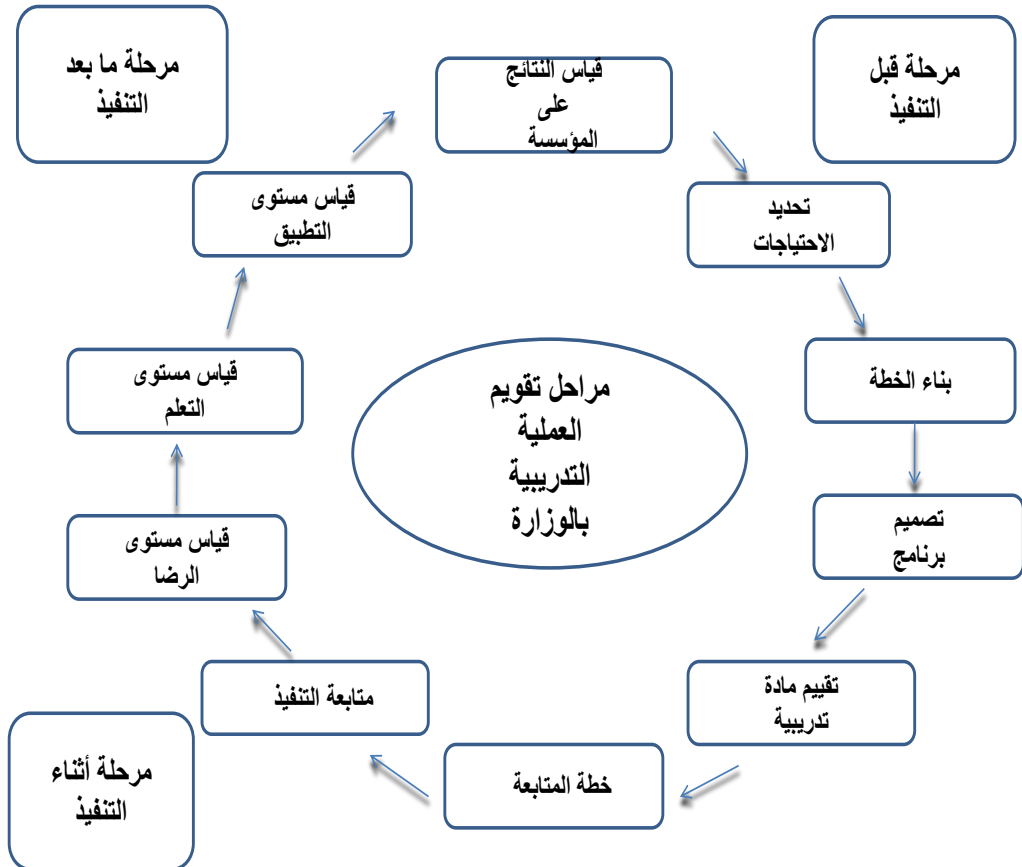 مرحلة قبل
التنفيذ
قياس النتائج
على
المؤسسة
مرحلة ما بعد
التنفيذ
تحديد
الاحتياجات
بناء الخطة
تصميم
برنامج
تقييم مادة
تدريبية
خطة المتابعة
متابعة التنفيذ
قياس مستوى
الرضا
قياس مستوى
التعلم
قياس مستوى
التطبيق
مراحل تقويم
العملية
التدريبية
بالوزارة
مرحلة أثناء
التنفيذ